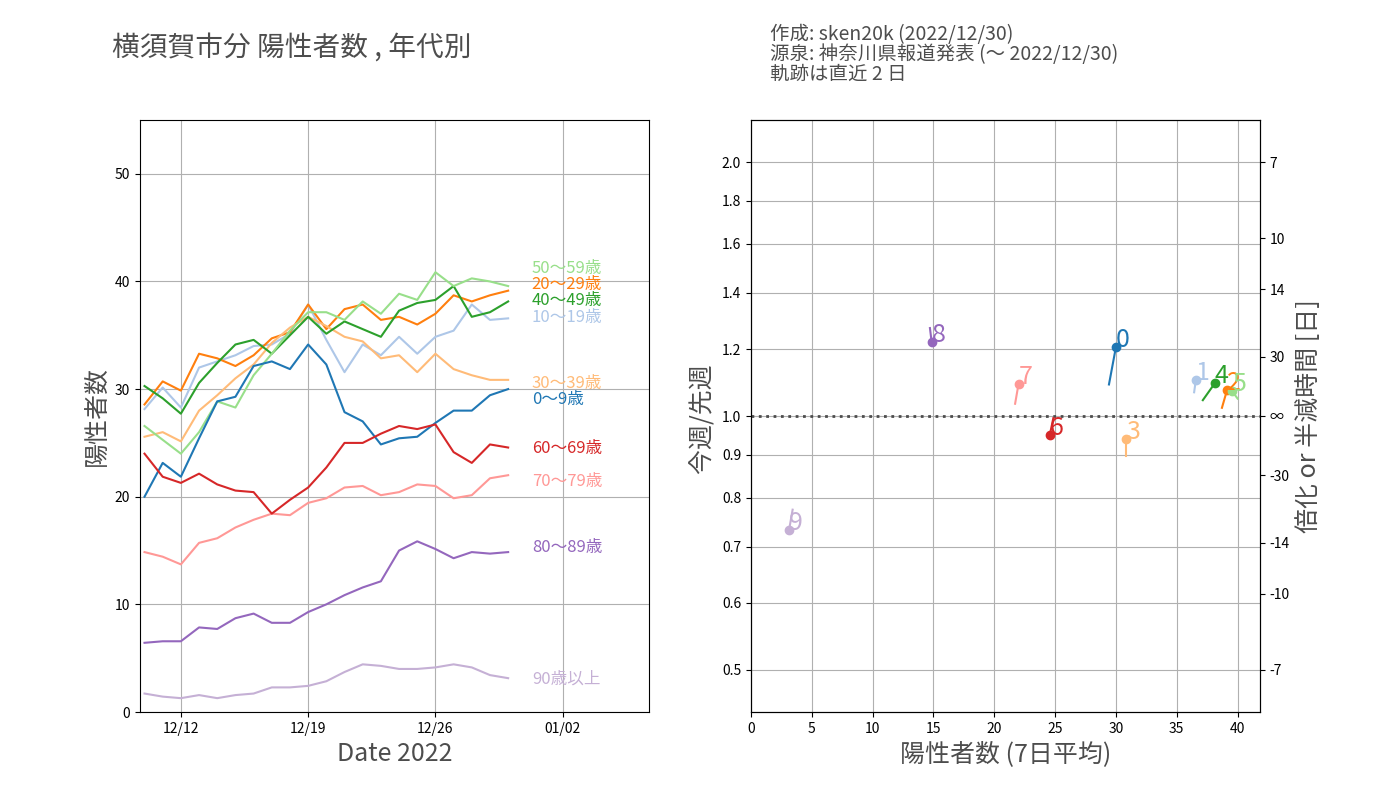 横須賀市分 陽性者数 , 年代別
作成: sken20k (2022/12/30)
源泉: 神奈川県報道発表 (〜 2022/12/30)
軌跡は直近 2 日
陽性者数
50
40
30
20
10
0
12/12
12/19
12/26
01/02
Date 2022
50〜59歳
20〜29歳
40〜49歳
10〜19歳
30〜39歳
0〜9歳
60〜69歳
70〜79歳
80〜89歳
90歳以上
今週/先週
2.0
1.8
1.6
1.4
1.2
1.0
0.9
0.8
0.7
0.6
0.5
0
5
10
15
20
25
30
35
40
陽性者数 (7日平均)
7
10
14
30
∞
-30
-14
-10
-7
倍化 or 半減時間 [日]
8
0
7
1
4
2
5
6
3
9